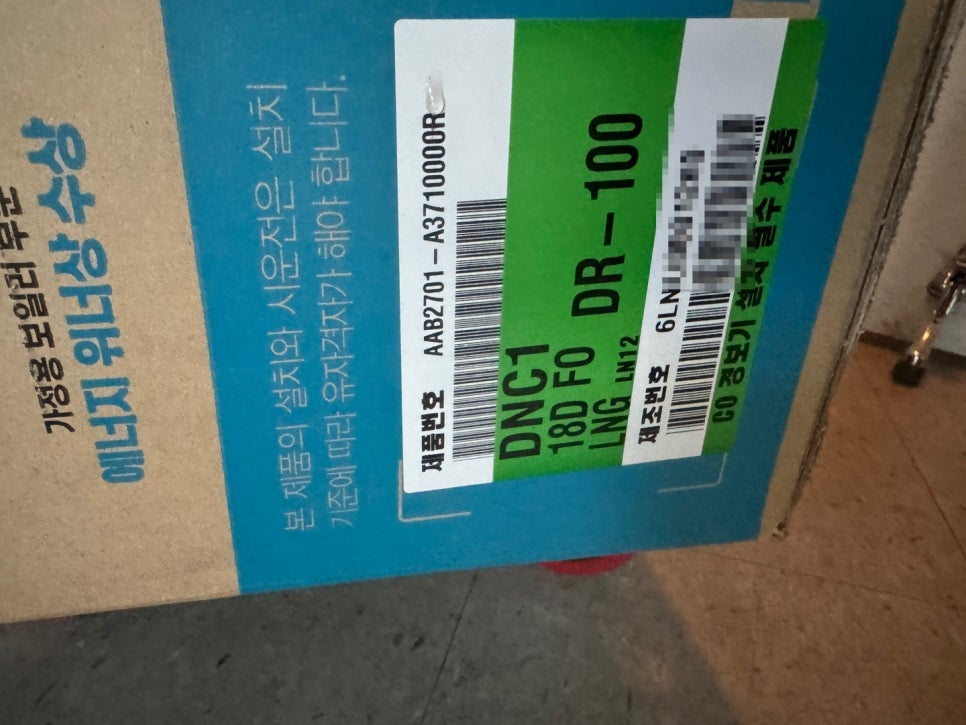 가정용 보일러 부문
에너지 위너상 수상
본 제품의 설치와 시운전은 설치
기준에 따라 유자격자가 해야 합니다.
제품번호 AAB2701-A3710000R
DNC1
18D F0 DR-100
LNG LN12
제조번호 6LN
CO 경보기 설치 필수 제품